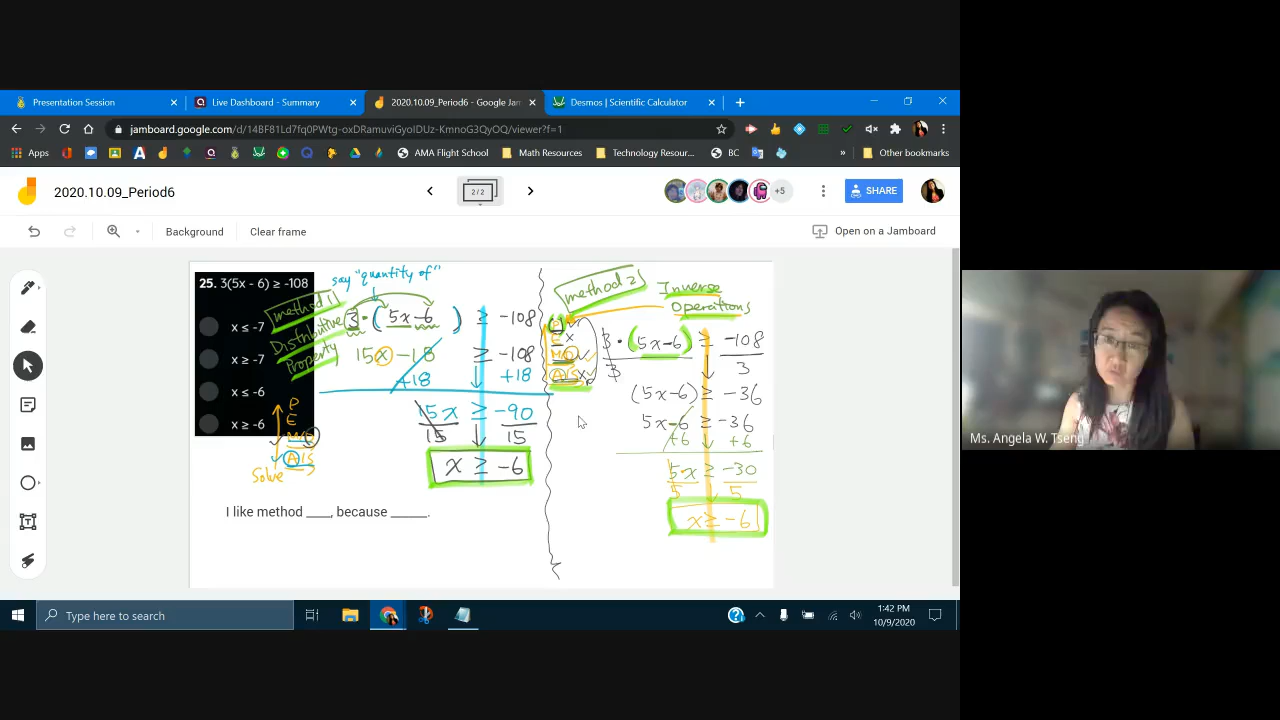 Presentation Session
Live Dashboard - Summary
2020.10.09_Period6 - Google Jam
Desmos | Scientific Calculator
jamboard.google.com/d/14BF81Ld7fq0PWtg-oxDRamuviGyoIDUz-KmnoG3QyOQ/viewer?f=1
Apps
AMA Flight School
Math Resources
Technology Resour...
BC
»
Other bookmarks
2020.10.09_Period6
2/2
+5
SHARE
Background
Clear frame
Open on a Jamboard
25. 3(5x - 6) ≥ -108
x ≤ -7
x ≥ -7
x ≤ -6
x ≥ -6
say "quantity of"
method 1
Distributive
Property
3 · (5x - 6) ≥ -108
15x - 18 ≥ -108
+18 +18
15x ≥ -90
15 15
x ≥ -6
P
E
MD
AS
Solve
I like method ____, because _____.
method 2
Inverse
Operations
P
E
MD
AS
3 · (5x-6) ≥ -108
3 3
(5x-6) ≥ -36
5x-6 ≥ -36
+6 +6
5x ≥ -30
5 5
x ≥ -6
Ms. Angela W. Tseng
Type here to search
1:42 PM
10/9/2020